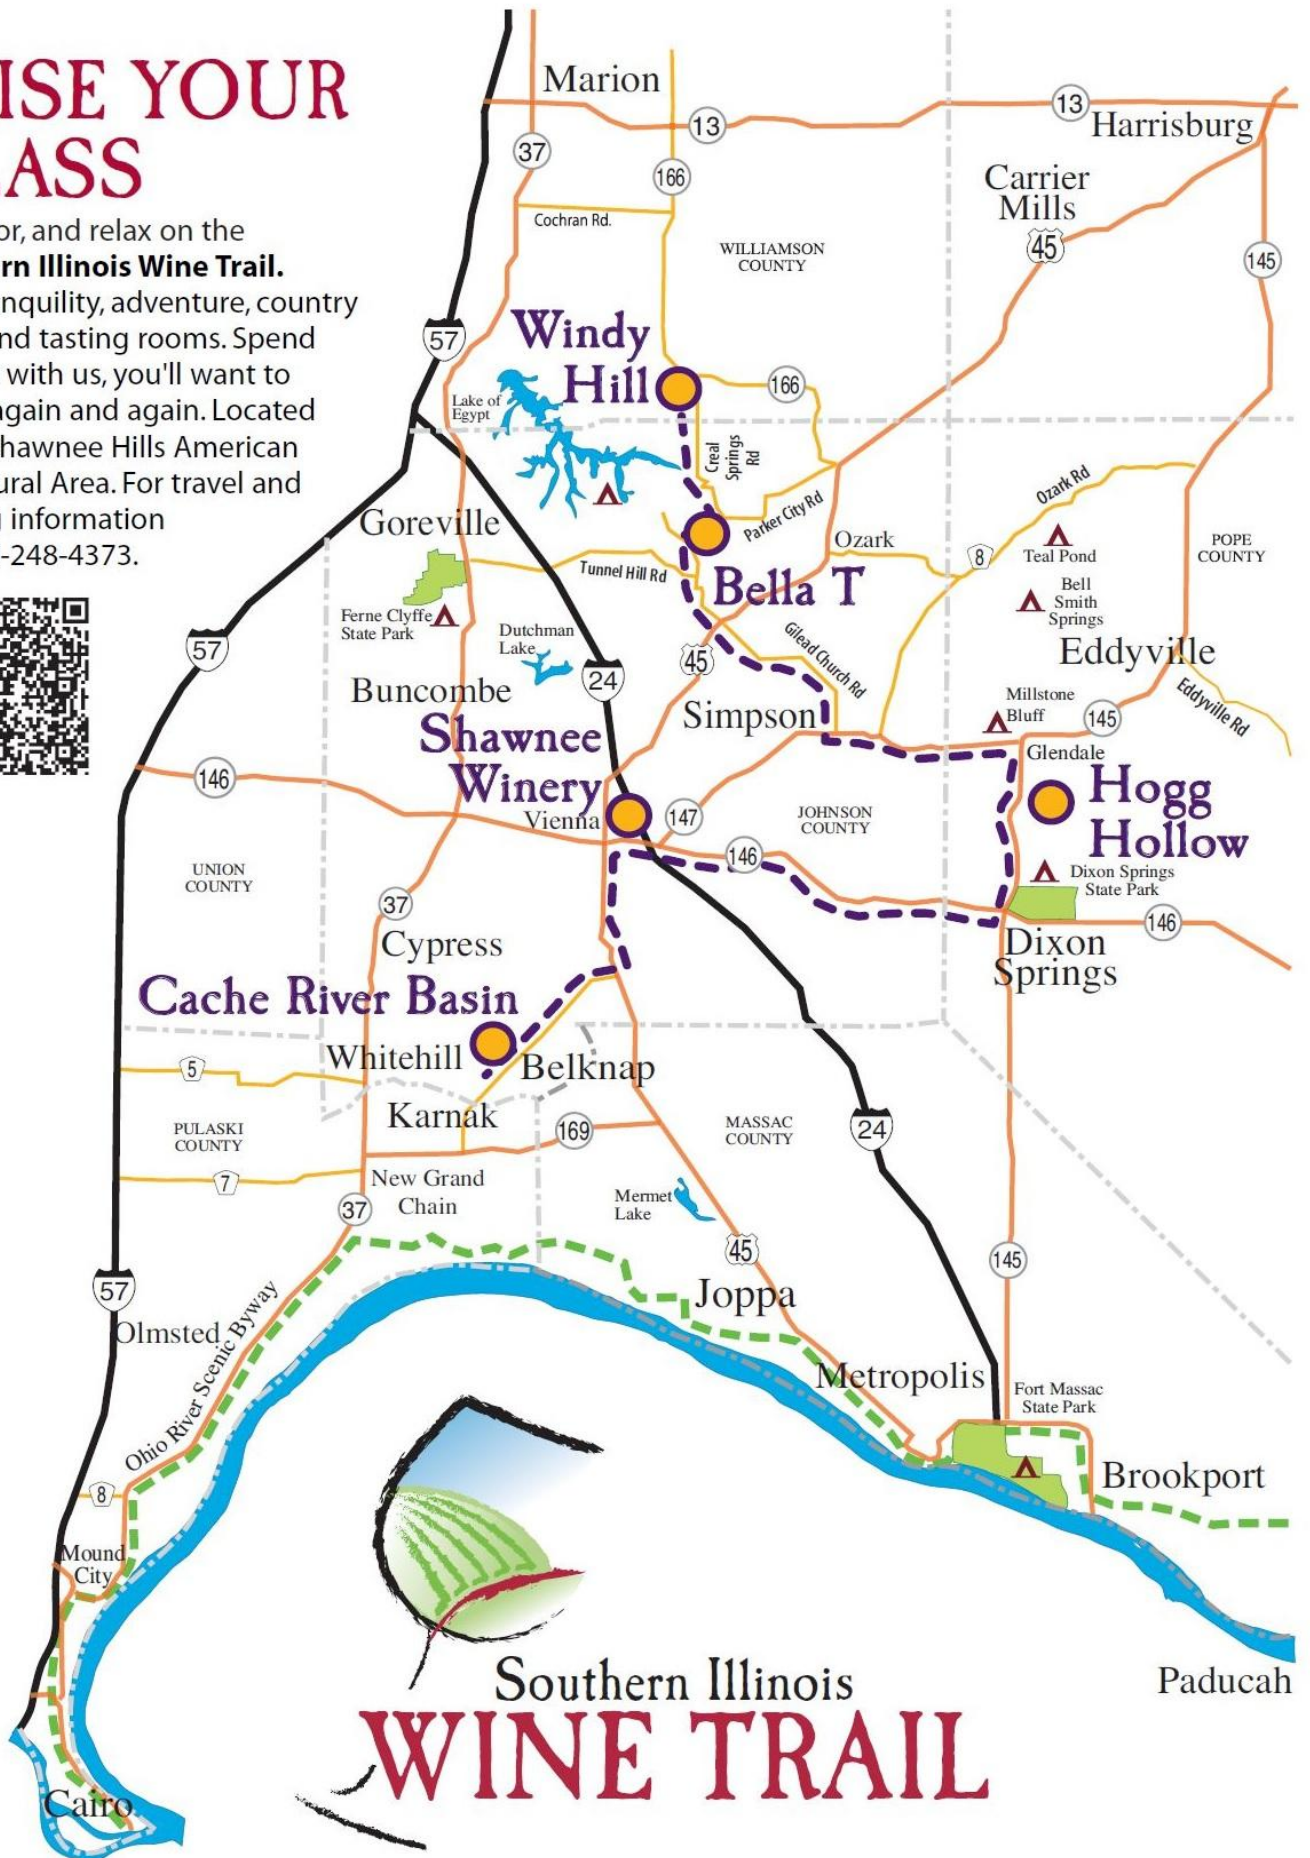 ISE YOUR
ASS
or, and relax on the
rn Illinois Wine Trail.
nquility, adventure, country
nd tasting rooms. Spend
with us, you'll want to
again and again. Located
hawnee Hills American
ural Area. For travel and
g information
-248-4373.
Marion
13
13
Harrisburg
37
166
Carrier
Mills
45
145
Cochran Rd.
WILLIAMSON
COUNTY
57
Windy
Hill
166
Lake of
Egypt
Creal
Springs
Rd
Parker City Rd
Ozark Rd
Goreville
Ozark
8
Teal Pond
POPE
COUNTY
Tunnel Hill Rd
Bella T
Bell
Smith
Springs
Ferne Clyffe
State Park
Dutchman
Lake
57
24
45
Gilead Church Rd
Eddyville
Buncombe
Simpson
Millstone
Bluff
145
Eddyville Rd
Shawnee
Winery
Glendale
146
Vienna
147
JOHNSON
COUNTY
Hogg
Hollow
146
UNION
COUNTY
Dixon Springs
State Park
37
146
Cypress
Dixon
Springs
Cache River Basin
Whitehill
Belknap
5
Karnak
169
PULASKI
COUNTY
MASSAC
COUNTY
24
7
New Grand
Chain
37
Mermet
Lake
45
145
57
Joppa
Olmsted
Ohio River Scenic Byway
Metropolis
Fort Massac
State Park
8
Brookport
Mound
City
Southern Illinois
WINE TRAIL
Paducah
Cairo